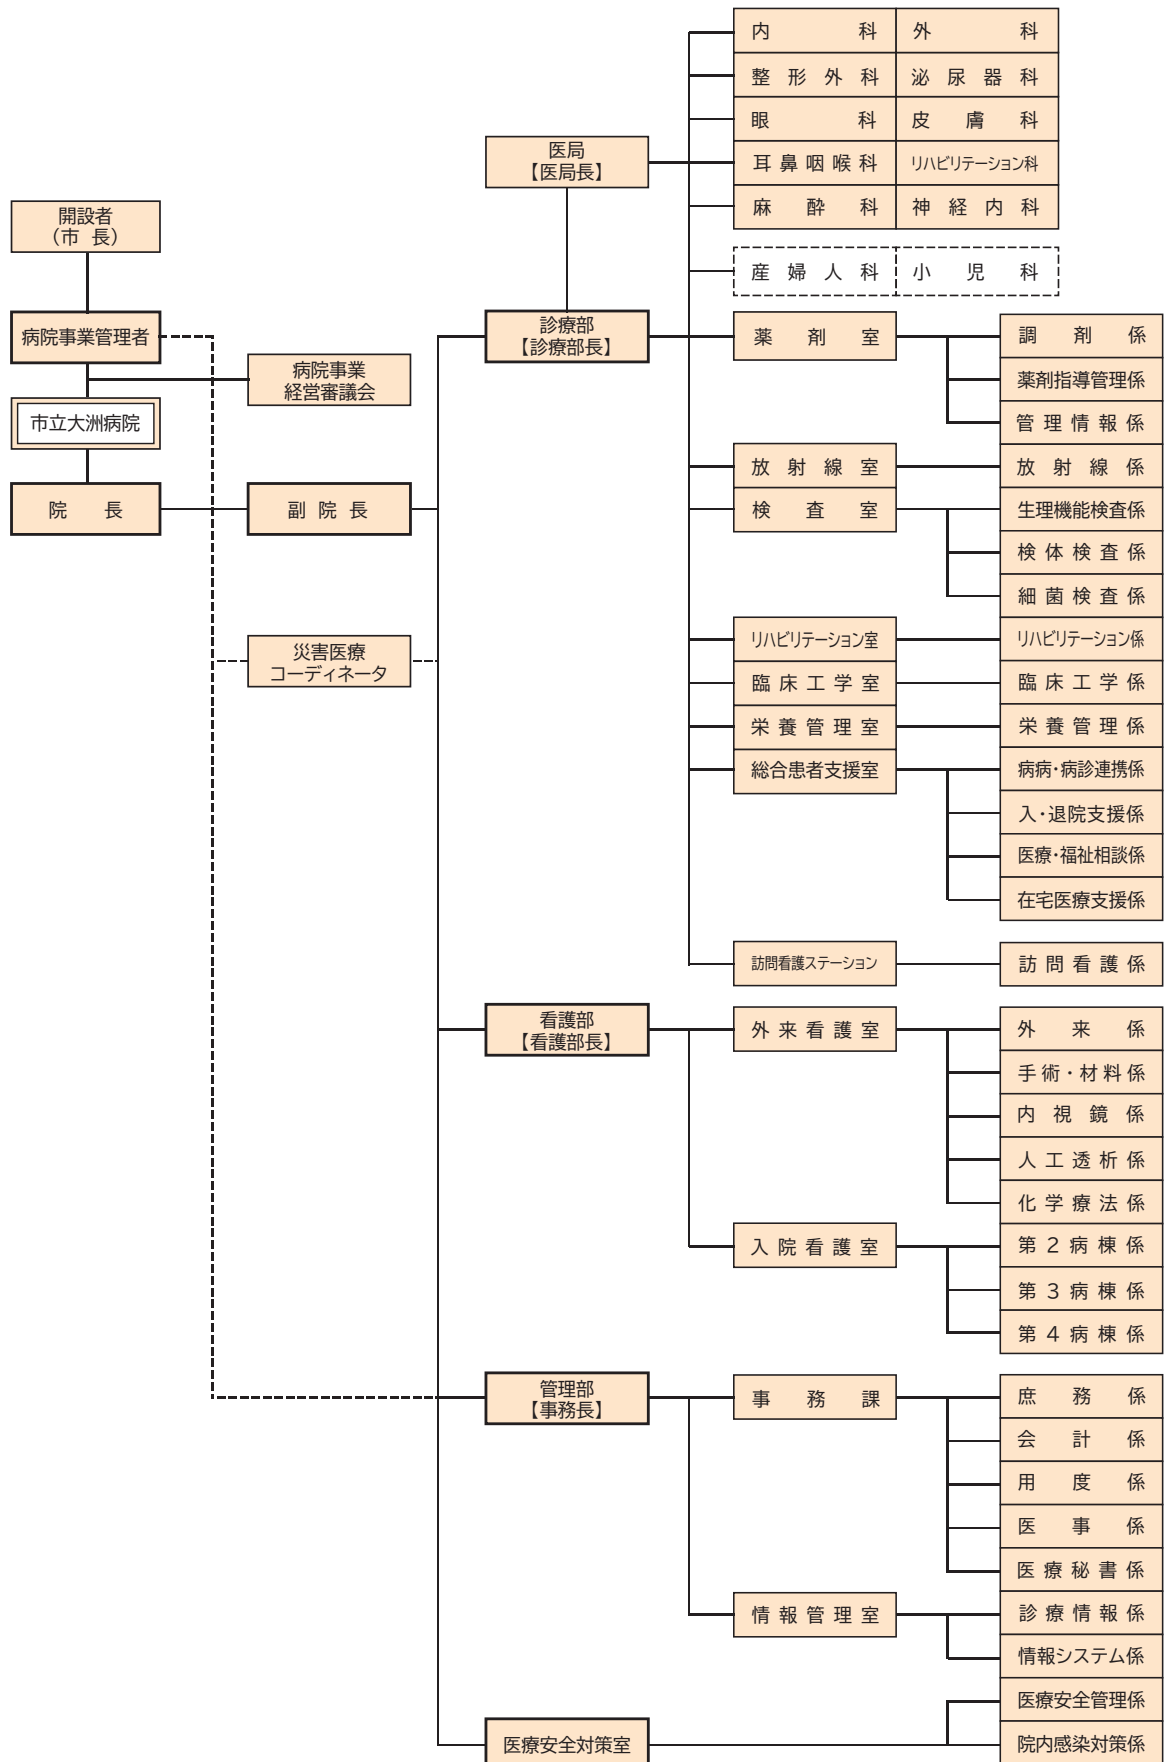 開設者
（市 長）
病院事業管理者
病院事業
経営審議会
市立大洲病院
院　長
副 院 長
災害医療
コーディネータ
医局
【医局長】
内　科
外　科
整 形 外 科
泌 尿 器 科
眼　科
皮 膚 科
耳 鼻 咽 喉 科
リハビリテーション科
麻 酔 科
神 経 内 科
産 婦 人 科
小 児 科
診療部
【診療部長】
薬 剤 室
調 剤 係
薬剤指導管理係
管 理 情 報 係
放 射 線 室
放 射 線 係
検 査 室
生理機能検査係
検 体 検 査 係
細 菌 検 査 係
リハビリテーション室
リハビリテーション係
臨 床 工 学 室
臨 床 工 学 係
栄 養 管 理 室
栄 養 管 理 係
総合患者支援室
病病・病診連携係
入・退院支援係
医療・福祉相談係
在宅医療支援係
訪問看護ステーション
訪 問 看 護 係
看護部
【看護部長】
外 来 看 護 室
外 来 係
手 術・材 料 係
内 視 鏡 係
人 工 透 析 係
化 学 療 法 係
入 院 看 護 室
第 2 病 棟 係
第 3 病 棟 係
第 4 病 棟 係
管理部
【事務長】
事 務 課
庶 務 係
会 計 係
用 度 係
医 事 係
医 療 秘 書 係
情 報 管 理 室
診 療 情 報 係
情報システム係
医療安全対策室
医療安全管理係
院内感染対策係